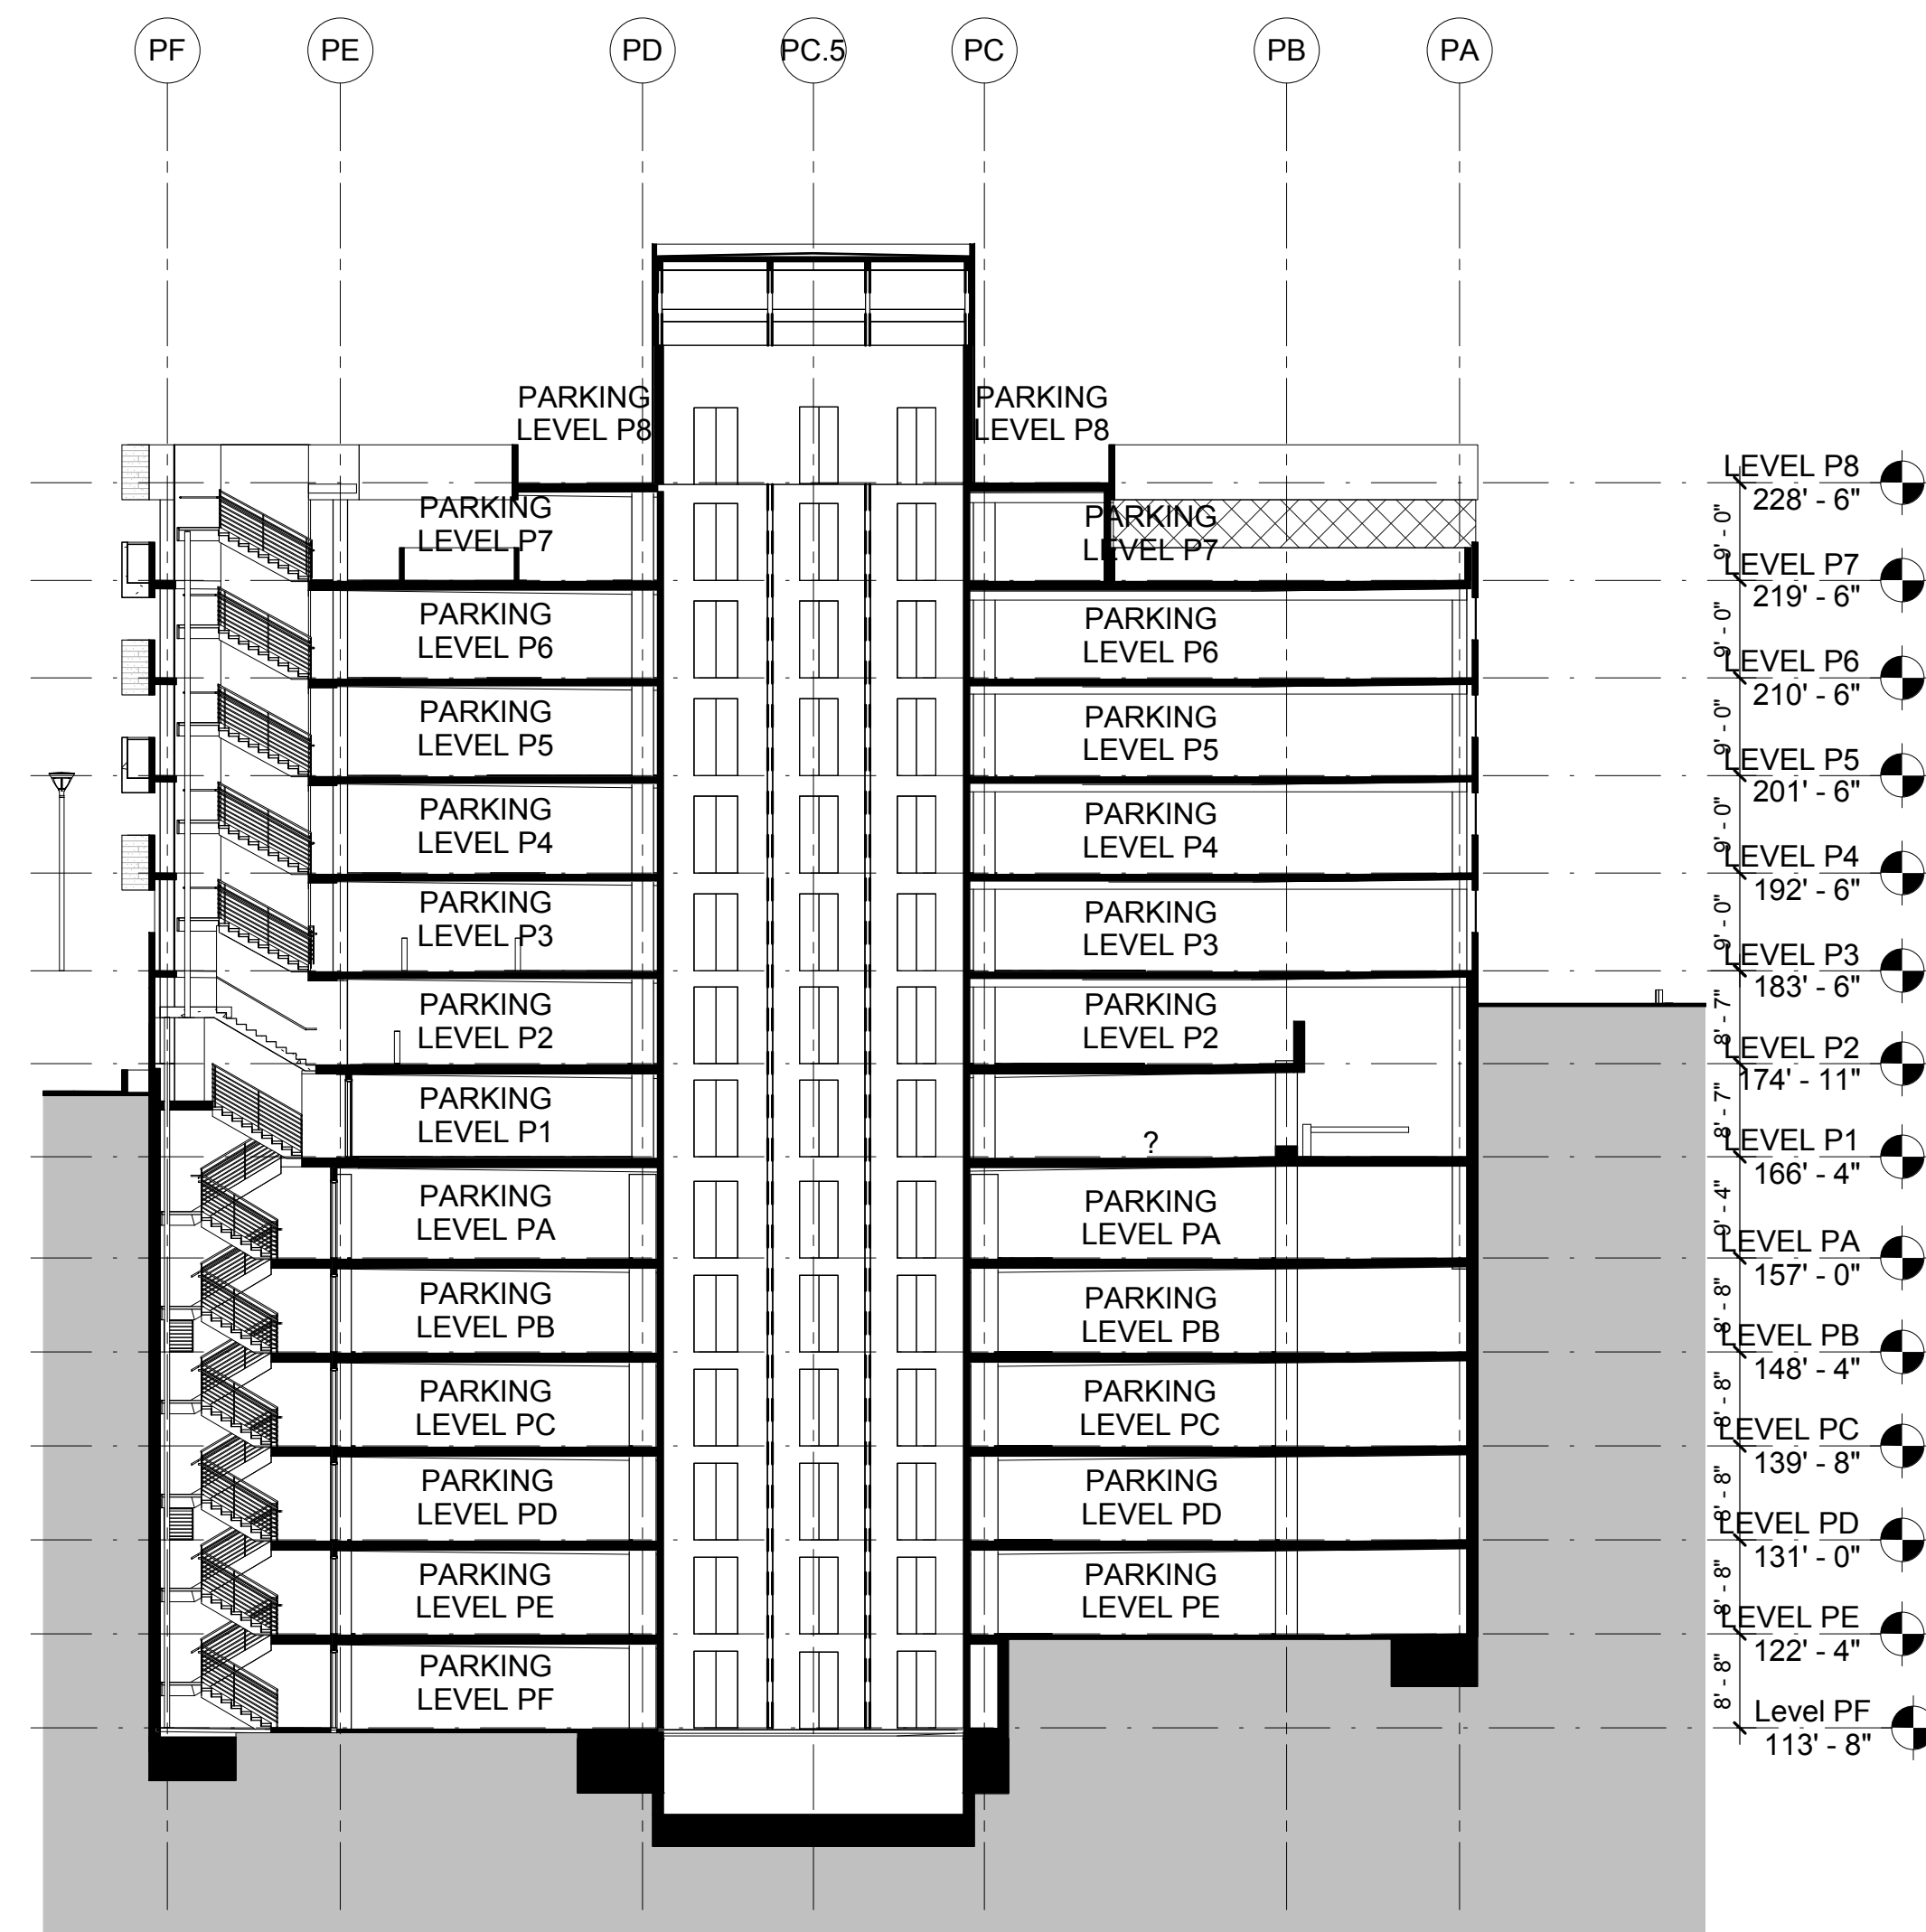 PF PE PD PC.5 PC PB PA
PARKING
LEVEL P8
PARKING
LEVEL P8
LEVEL P8
228' - 6"
PARKING
LEVEL P7
PARKING
LEVEL P7
9' - 0"
LEVEL P7
219' - 6"
PARKING
LEVEL P6
PARKING
LEVEL P6
9' - 0"
LEVEL P6
210' - 6"
PARKING
LEVEL P5
PARKING
LEVEL P5
9' - 0"
LEVEL P5
201' - 6"
PARKING
LEVEL P4
PARKING
LEVEL P4
9' - 0"
LEVEL P4
192' - 6"
PARKING
LEVEL P3
PARKING
LEVEL P3
9' - 0"
LEVEL P3
183' - 6"
PARKING
LEVEL P2
PARKING
LEVEL P2
8' - 7"
LEVEL P2
174' - 11"
PARKING
LEVEL P1
?
8' - 7"
LEVEL P1
166' - 4"
PARKING
LEVEL PA
PARKING
LEVEL PA
9' - 4"
LEVEL PA
157' - 0"
PARKING
LEVEL PB
PARKING
LEVEL PB
8' - 8"
LEVEL PB
148' - 4"
PARKING
LEVEL PC
PARKING
LEVEL PC
8' - 8"
LEVEL PC
139' - 8"
PARKING
LEVEL PD
PARKING
LEVEL PD
8' - 8"
LEVEL PD
131' - 0"
PARKING
LEVEL PE
PARKING
LEVEL PE
8' - 8"
LEVEL PE
122' - 4"
PARKING
LEVEL PF
8' - 8"
Level PF
113' - 8"